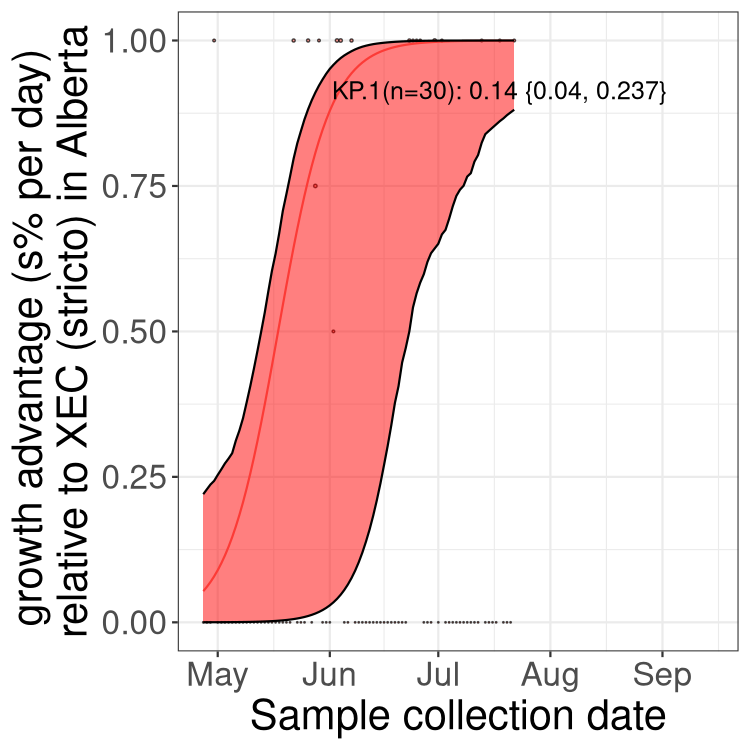 growth advantage (s% per day)
relative to XEC (stricto) in Alberta
1.00
0.75
0.50
0.25
0.00
KP.1(n=30): 0.14 {0.04, 0.237}
May Jun Jul Aug Sep
Sample collection date